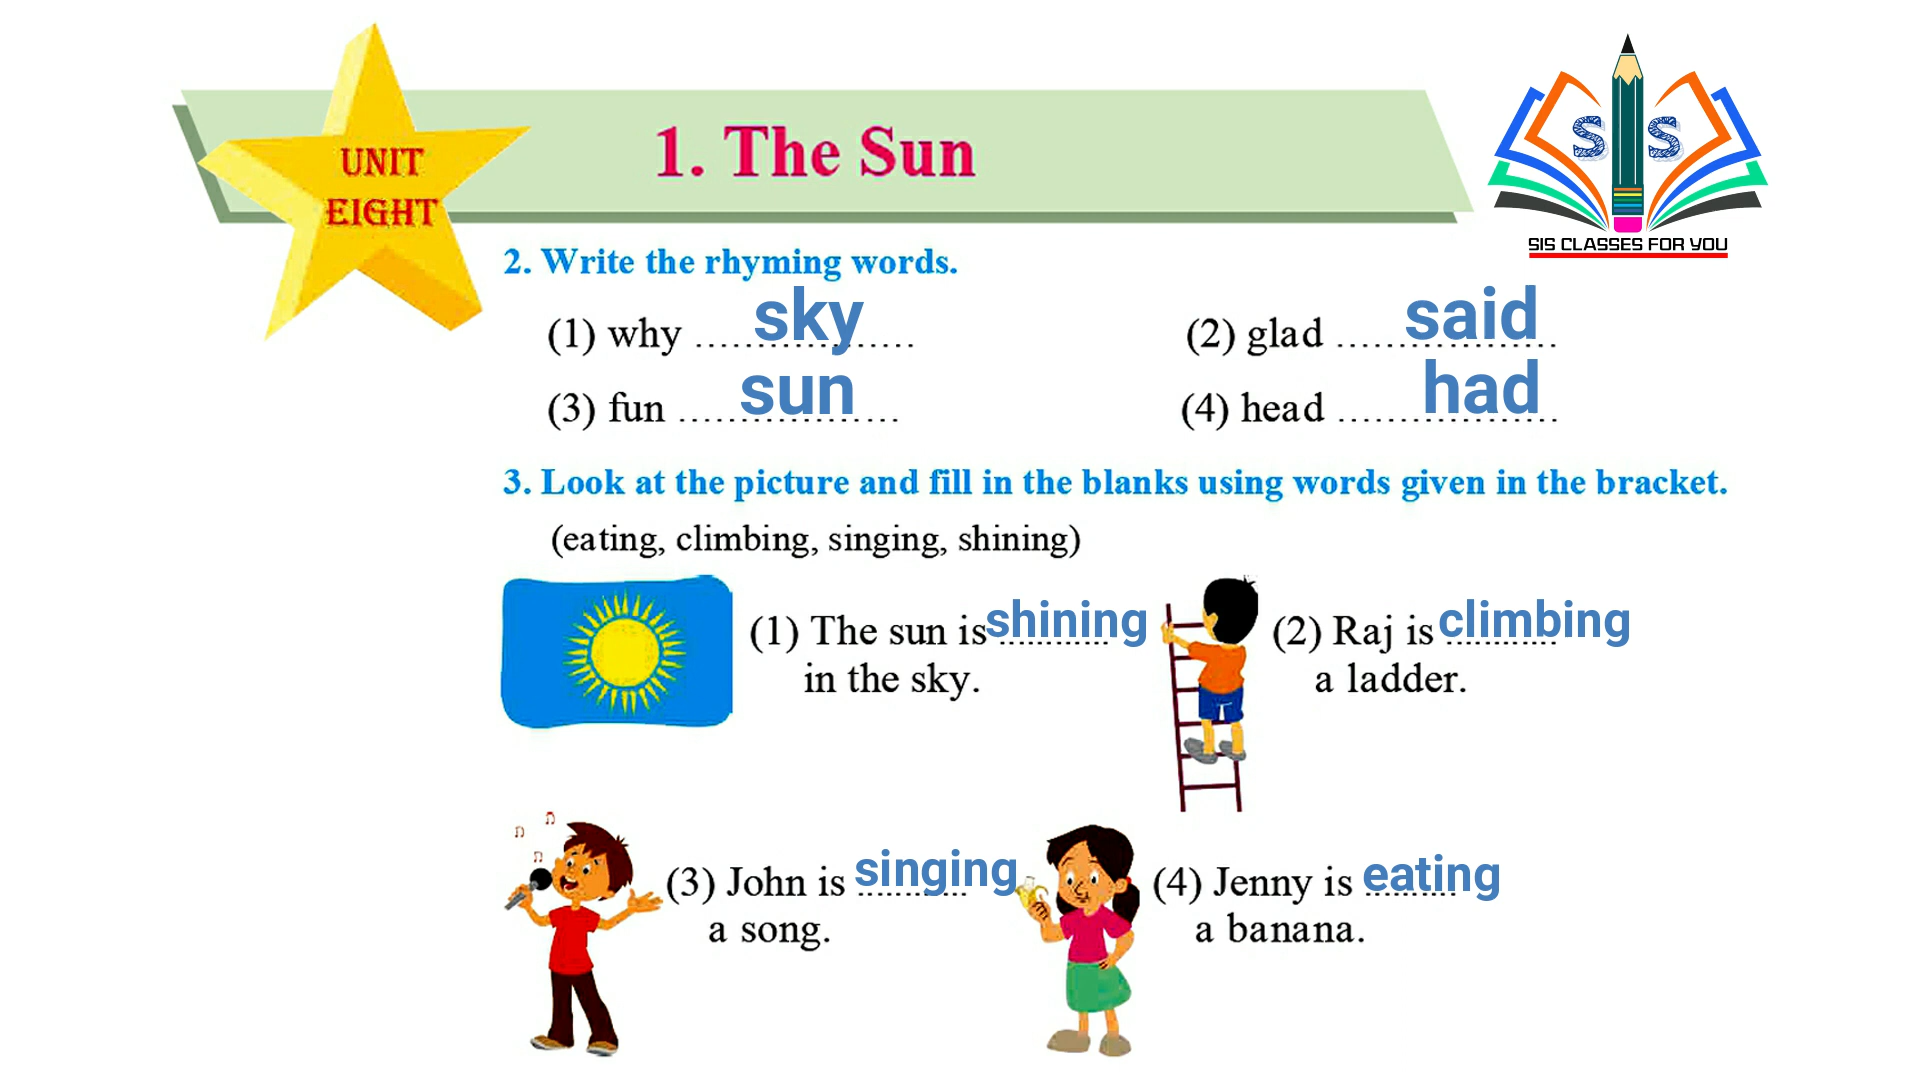 UNIT
EIGHT
1. The Sun
S S
SIS CLASSES FOR YOU
2. Write the rhyming words.
(1) why .................. sky
(2) glad .................. said
(3) fun .................. sun
(4) head .................. had
3. Look at the picture and fill in the blanks using words given in the bracket.
(eating, climbing, singing, shining)
(1) The sun is shining
in the sky.
(2) Raj is climbing
a ladder.
(3) John is singing
a song.
(4) Jenny is eating
a banana.